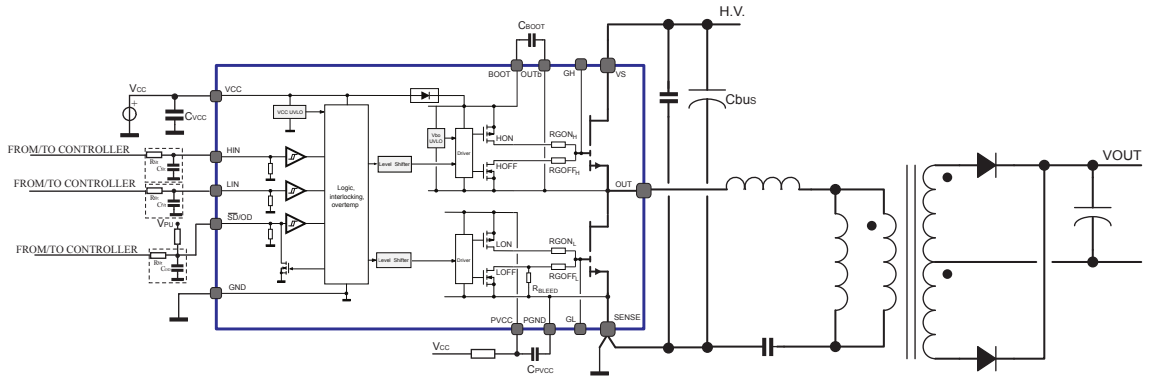 H.V.
CBOOT
BOOT OUTb GH VS
VCC
VCC
CVCC
VCC UVLO
Cbus
Vbo UVLO
Driver
HON
HOFF
RGONH
RGOFFH
FROM/TO CONTROLLER
HIN
Level Shifter
FROM/TO CONTROLLER
LIN
Logic, interlocking, overtemp
OUT
VOUT
VPU
SD/OD
FROM/TO CONTROLLER
Level Shifter
Driver
LON
LOFF
RGONL
RGOFFL
RBLEED
GND
PVCC PGND GL SENSE
VCC
CPVCC